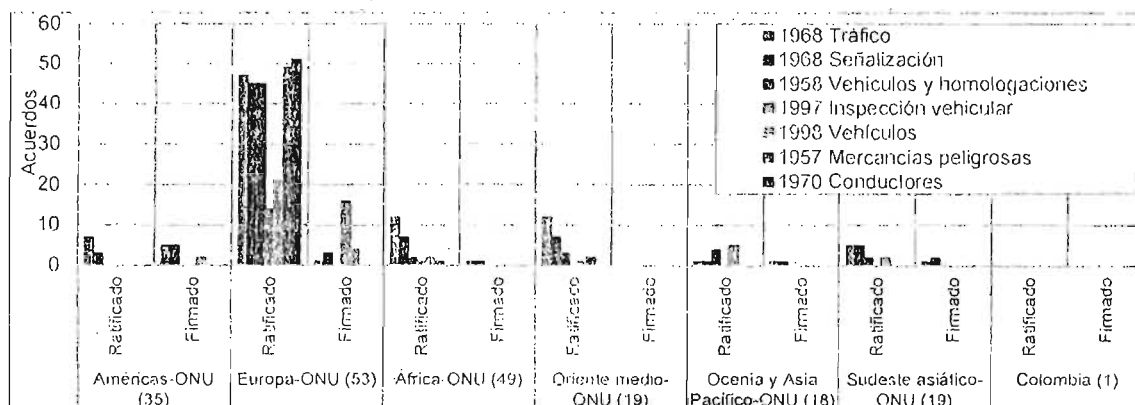 60
50
40
30
20
10
0
Acuerdos
1968 Tráfico
1968 Señalización
1958 Vehículos y homologaciones
1997 Inspección vehicular
1998 Vehículos
1957 Mercancías peligrosas
1970 Conductores
Ratificado
Firmado
Ratificado
Firmado
Ratificado
Firmado
Ratificado
Firmado
Ratificado
Firmado
Ratificado
Firmado
Ratificado
Firmado
Américas-ONU
(35)
Europa-ONU (53)
África-ONU (49)
Oriente medio-
ONU (19)
Ocenia y Asia
Pacífico-ONU (18)
Sudeste asiático-
ONU (19)
Colombia (1)